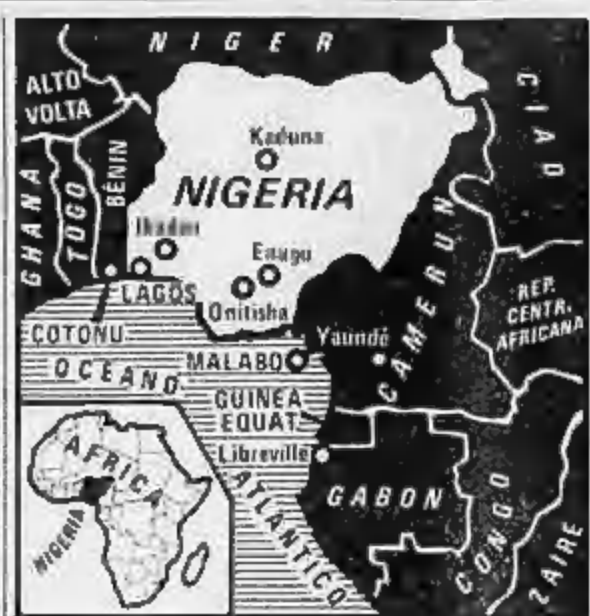 NIGER
ALTO
VOLTA
CIAD
GHANA
TOGO
BÉNIN
Kaduna
NIGERIA
Ibadan
Enugu
LAGOS
Onitisha
COTONU
OCEANO
ATLANTICO
MALABO
Yaundé
CAMERUN
REP.
CENTR.
AFRICANA
GUINEA
EQUAT.
Libreville
GABON
CONGO
ZAIRE
AFRICA
NIGERIA